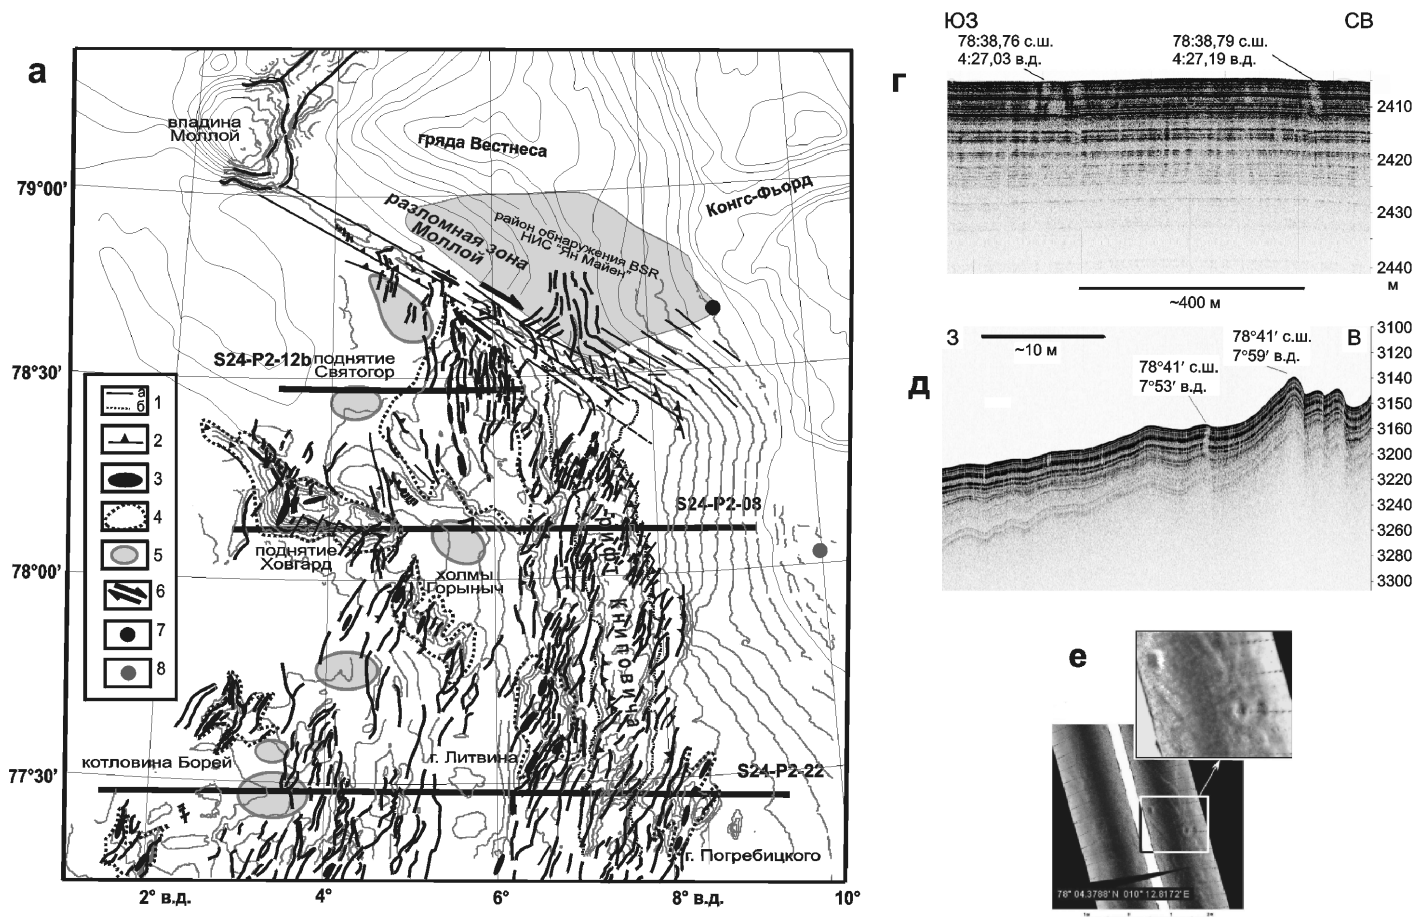 а
впадина
Моллой
гряда Вестнеса
79°00′
Конгс-Фьорд
разломная зона
Моллой
район обнаружения BSR
НИС "Ян Майен"
S24-P2-12b
поднятие
Святогор
78°30′
а
б
1
2
3
4
5
6
7
8
S24-P2-08
поднятие
Ховгард
78°00′
холмы
Горыныч
рифт Книповича
котловина Борей
г. Литвина
77°30′
S24-P2-22
г. Погребицкого
2° в.д.
4°
6°
8° в.д.
10°
г
ЮЗ
СВ
78:38,76 с.ш.
4:27,03 в.д.
78:38,79 с.ш.
4:27,19 в.д.
2410
2420
2430
2440
м
~400 м
д
З
В
~10 м
78°41′ с.ш.
7°59′ в.д.
78°41′ с.ш.
7°53′ в.д.
3100
3120
3140
3150
3160
3200
3220
3240
3260
3280
3300
е
78° 04.3788'N 010° 12.8172'E